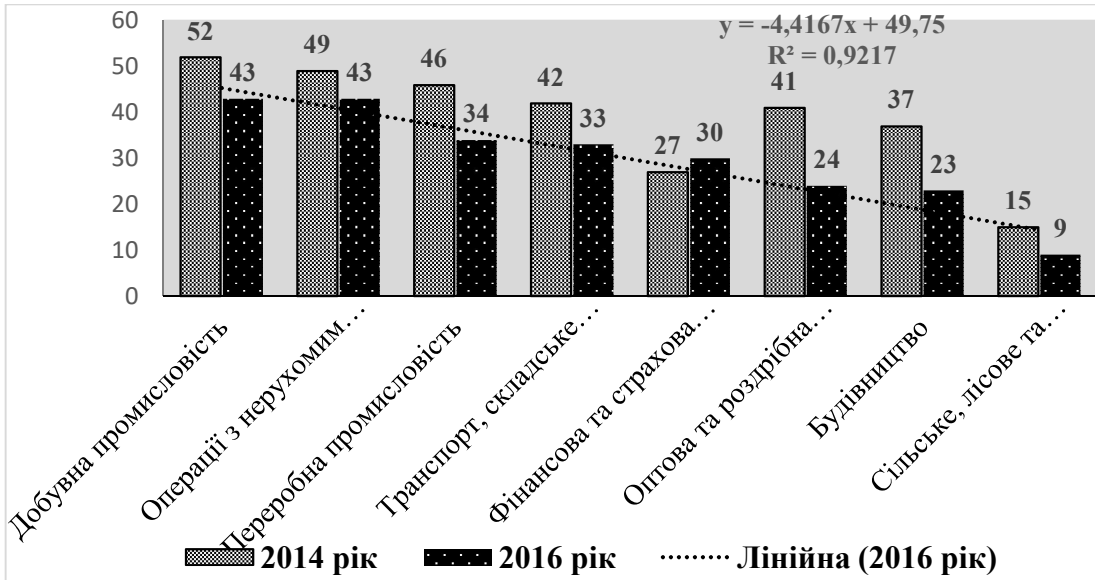 60
50
40
30
20
10
0
y = -4,4167x + 49,75
R² = 0,9217
52
43
49
43
46
34
42
33
27
30
41
24
37
23
15
9
Добувна промисловість
Операції з нерухомим…
Переробна промисловість
Транспорт, складське…
Фінансова та страхова…
Оптова та роздрібна…
Будівництво
Сільське, лісове та…
2014 рік
2016 рік
Лінійна (2016 рік)